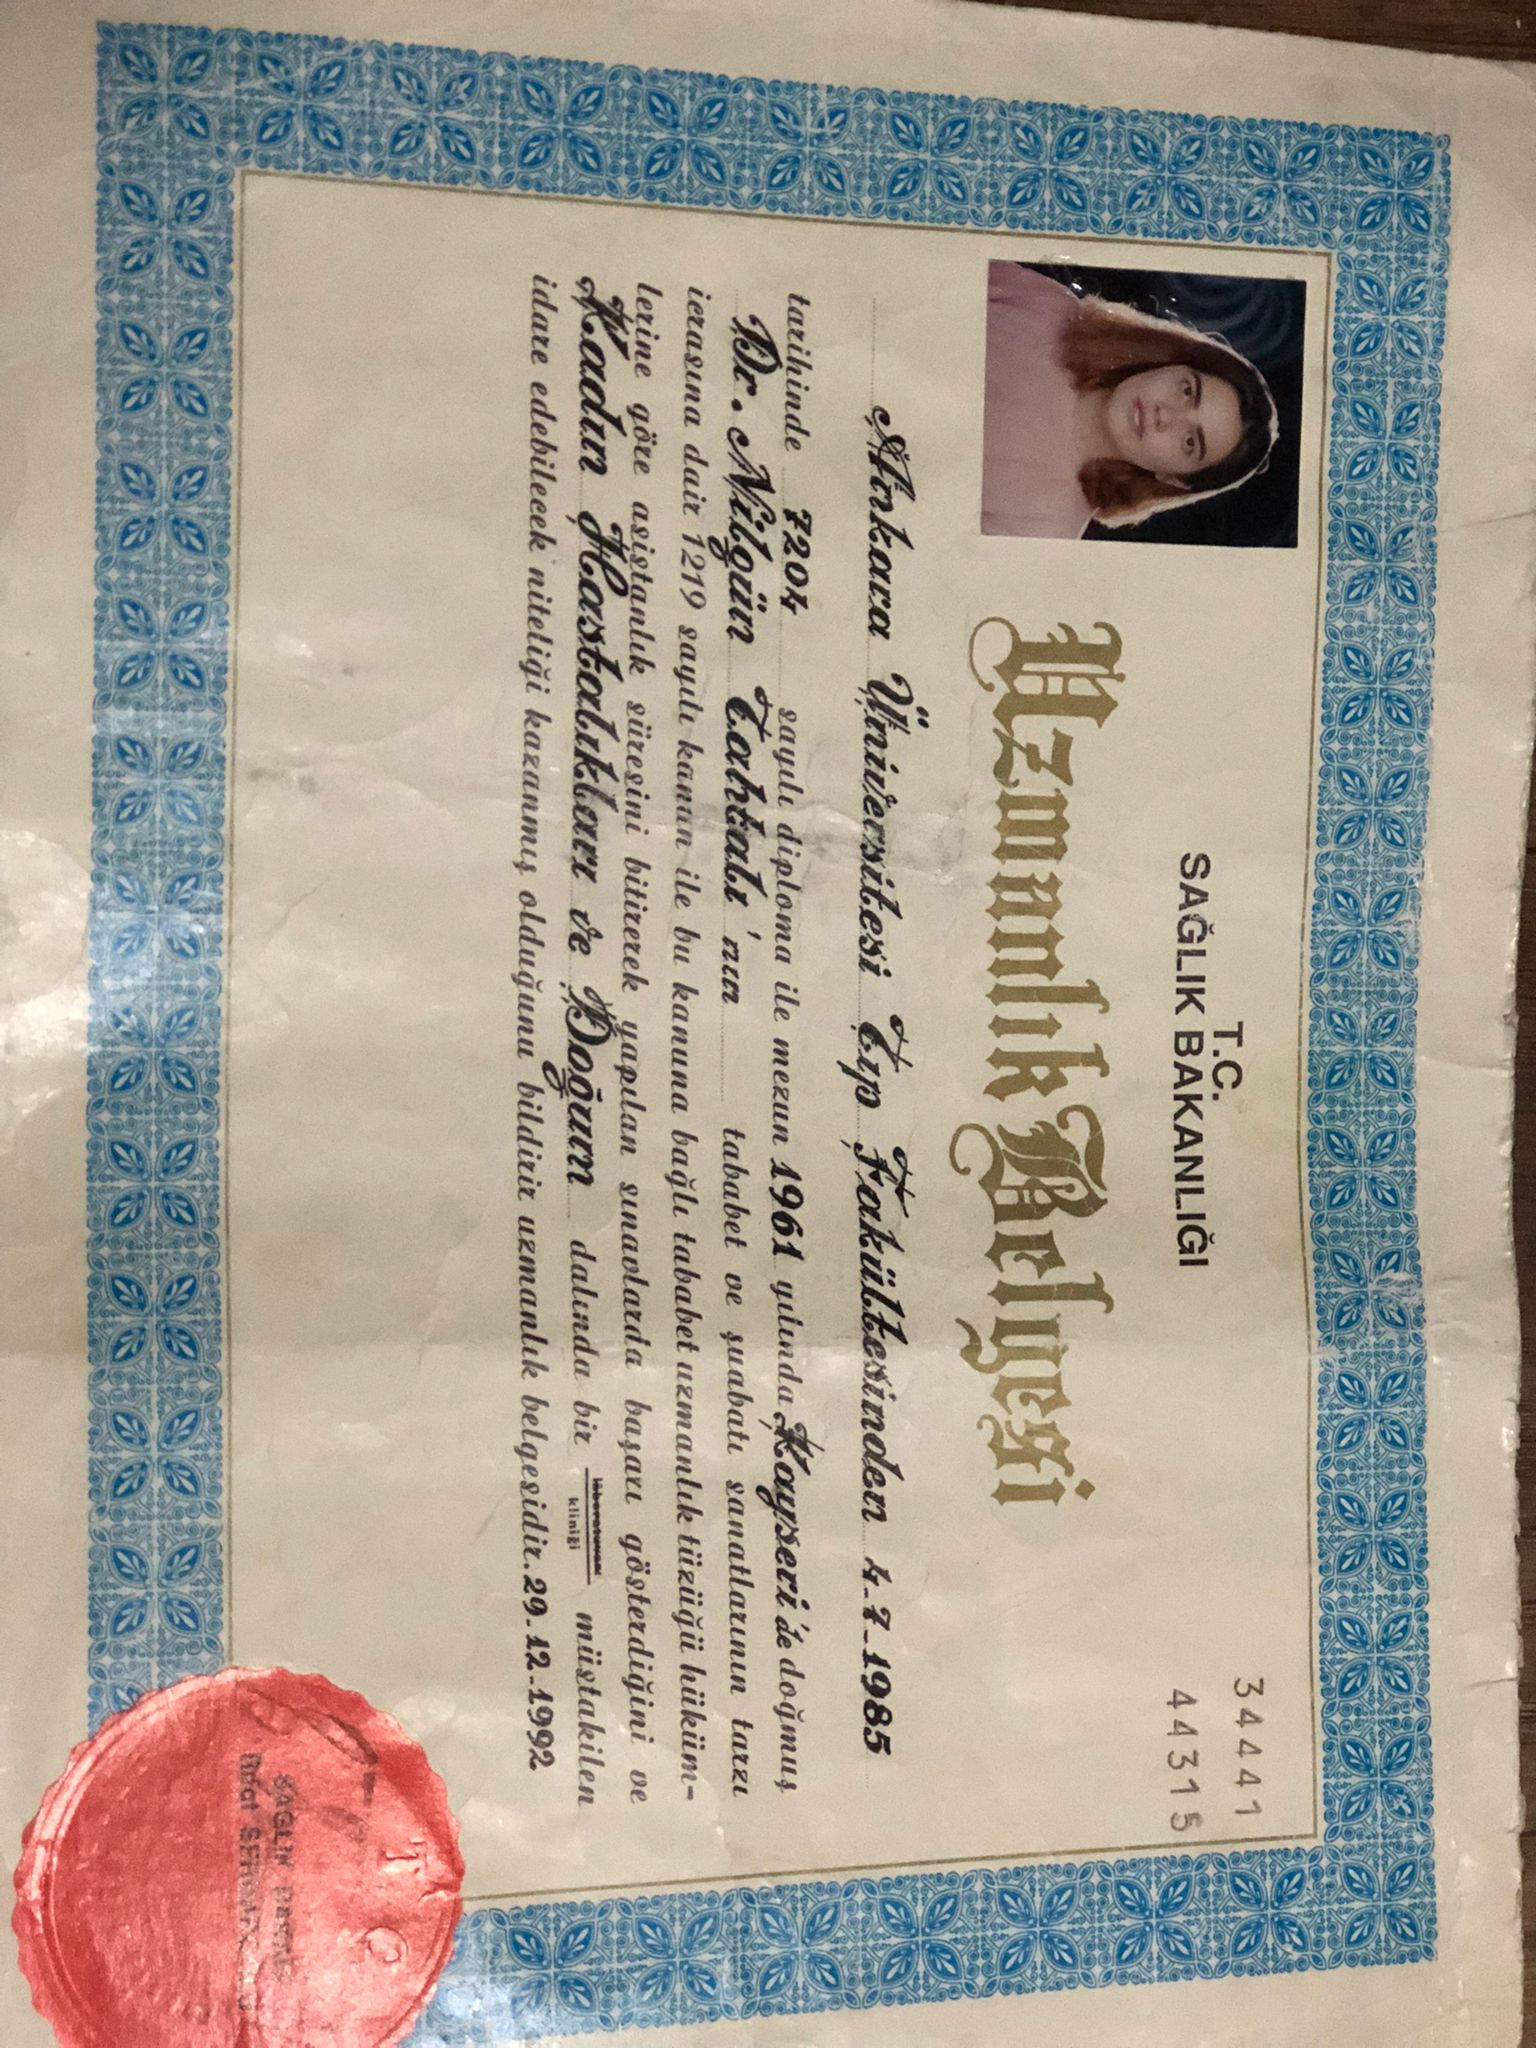 T.C.
SAĞLIK BAKANLIĞI
34441
44315
Uzmanlık Belgesi
Ankara Üniversitesi Tıp Fakültesinden 4-7-1985
tarihinde 7204 sayılı diploma ile mezun 1961 yılında Kayseri'de doğmuş
Dr. Nilgün Tahtalı'nın tababet ve şuabatı sanatlarının tarzı
icrasına dair 1219 sayılı kanun ile bu kanuna bağlı tababet uzmanlık tüzüğü hüküm-
lerine göre asistanlık süresini bitirerek yapılan sınavlarda başarı gösterdiğini ve
Kadın Hastalıkları ve Doğum dalında bir laboratuvar kliniği müstakilen
idare edebilecek niteliği kazanmış olduğunu bildirir uzmanlık belgesidir. 29-12-1992
T C
SAĞLIK